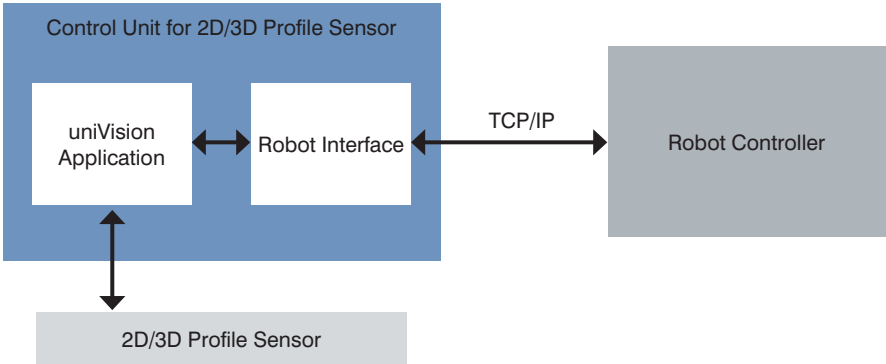 Control Unit for 2D/3D Profile Sensor
uniVision
Application
Robot Interface
TCP/IP
Robot Controller
2D/3D Profile Sensor